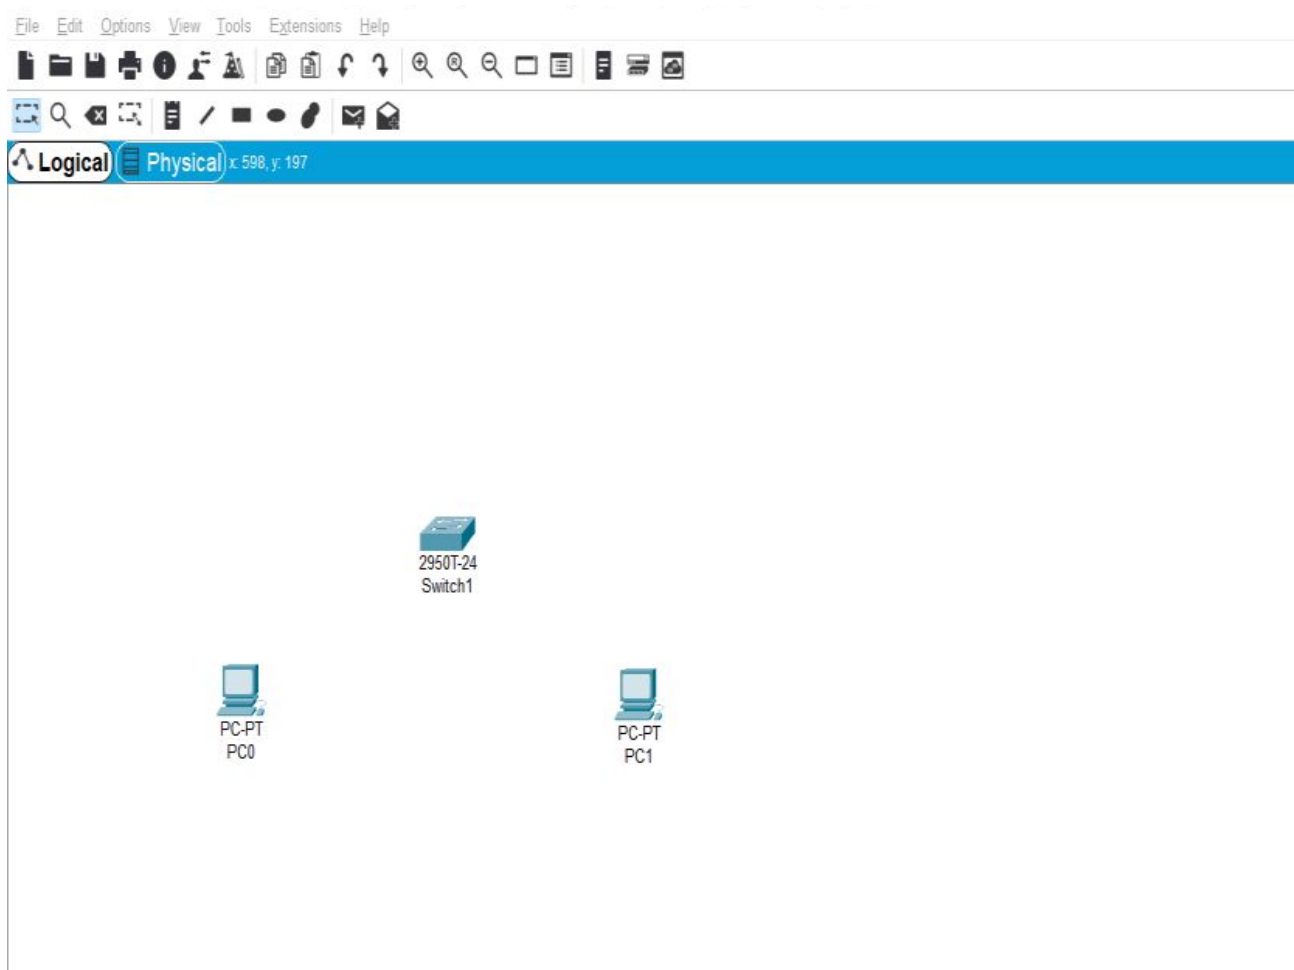 File Edit Options View Tools Extensions Help
Logical Physical x: 598, y: 197
2950T-24
Switch1
PC-PT
PC0
PC-PT
PC1